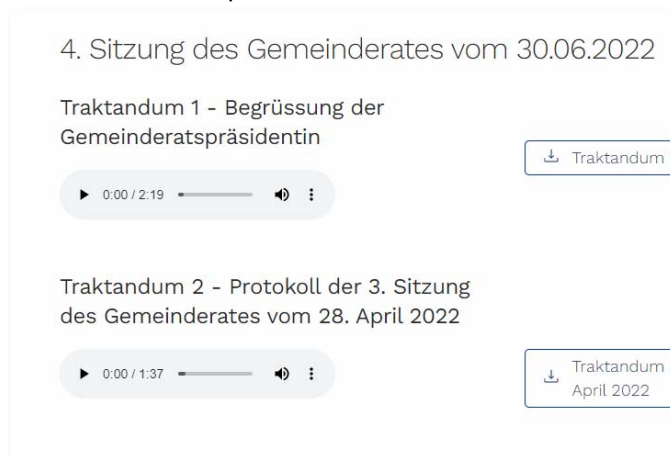 4. Sitzung des Gemeinderates vom 30.06.2022
Traktandum 1 - Begrüssung der
Gemeinderatspräsidentin
Traktandum
0:00 / 2:19
Traktandum 2 - Protokoll der 3. Sitzung
des Gemeinderates vom 28. April 2022
0:00 / 1:37
Traktandum
April 2022